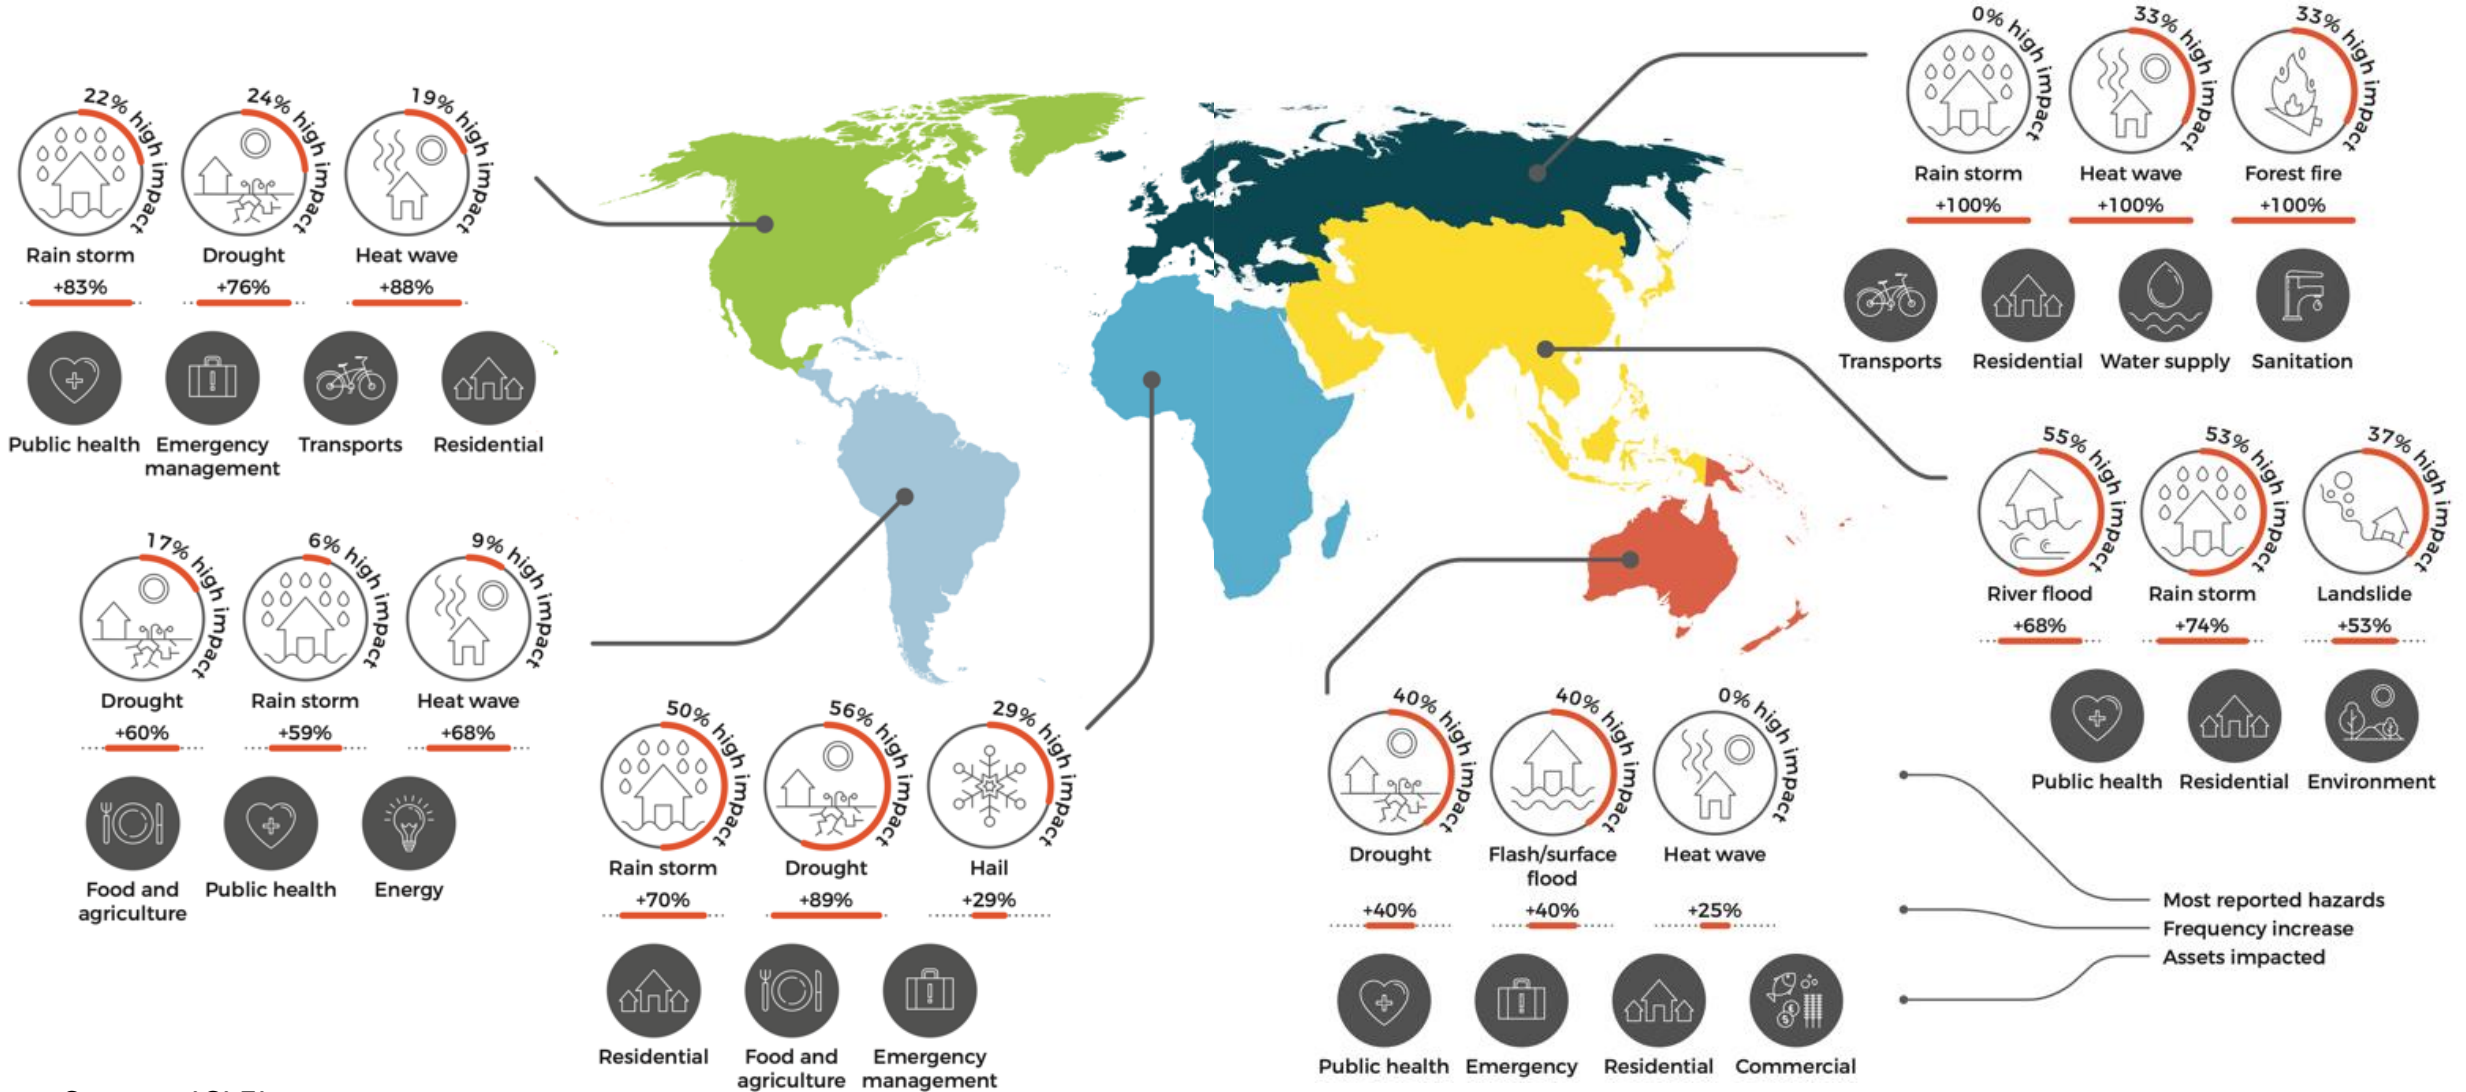 22% high impact
24% high impact
19% high impact
Rain storm
Drought
Heat wave
+83%
+76%
+88%
Public health
Emergency
management
Transports
Residential
17% high impact
6% high impact
9% high impact
Drought
Rain storm
Heat wave
+60%
+59%
+68%
Food and
agriculture
Public health
Energy
50% high impact
56% high impact
29% high impact
Rain storm
Drought
Hail
+70%
+89%
+29%
Residential
Food and
agriculture
Emergency
management
0% high impact
33% high impact
33% high impact
Rain storm
Heat wave
Forest fire
+100%
+100%
+100%
Transports
Residential
Water supply
Sanitation
55% high impact
53% high impact
37% high impact
River flood
Rain storm
Landslide
+68%
+74%
+53%
Public health
Residential
Environment
40% high impact
40% high impact
0% high impact
Drought
Flash/surface
flood
Heat wave
+40%
+40%
+25%
Public health
Emergency
Residential
Commercial
Most reported hazards
Frequency increase
Assets impacted